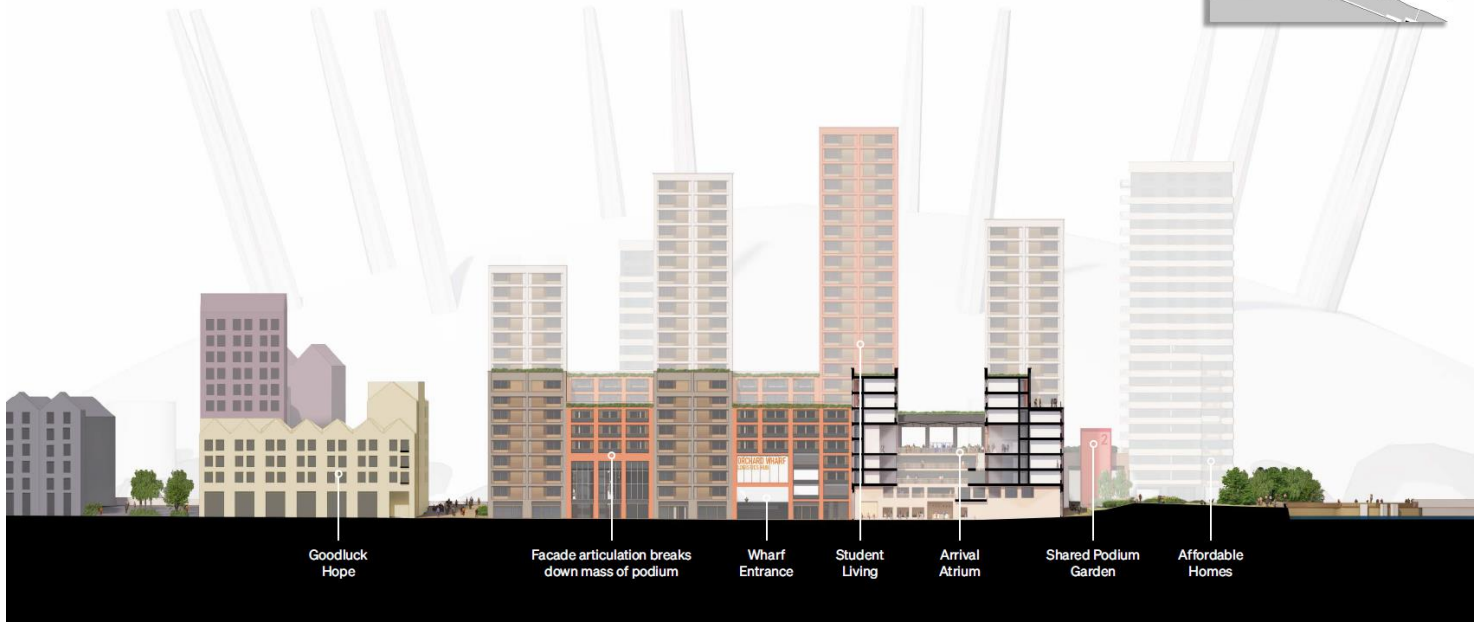 ORCHARD WHARF
2
Goodluck
Hope
Facade articulation breaks
down mass of podium
Wharf
Entrance
Student
Living
Arrival
Atrium
Shared Podium
Garden
Affordable
Homes